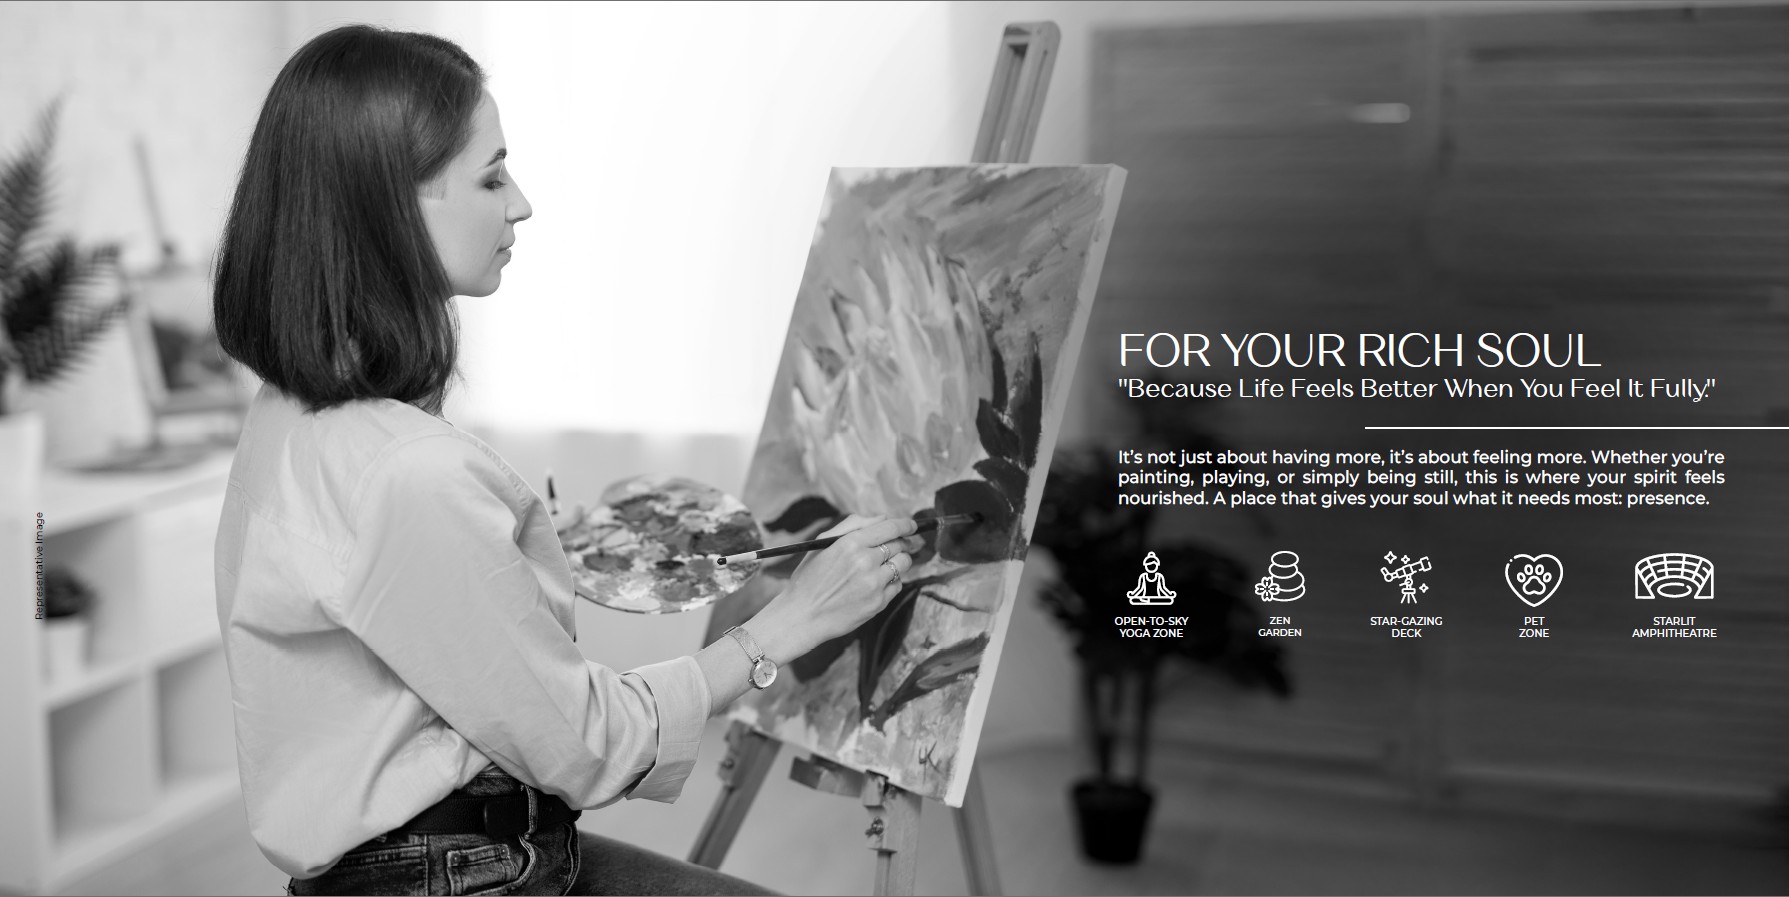 FOR YOUR RICH SOUL
"Because Life Feels Better When You Feel It Fully."
It's not just about having more, it's about feeling more. Whether you're
painting, playing, or simply being still, this is where your spirit feels
nourished. A place that gives your soul what it needs most: presence.
OPEN-TO-SKY
YOGA ZONE
ZEN
GARDEN
STAR-GAZING
DECK
PET
ZONE
STARLIT
AMPHITHEATRE
Representative Image